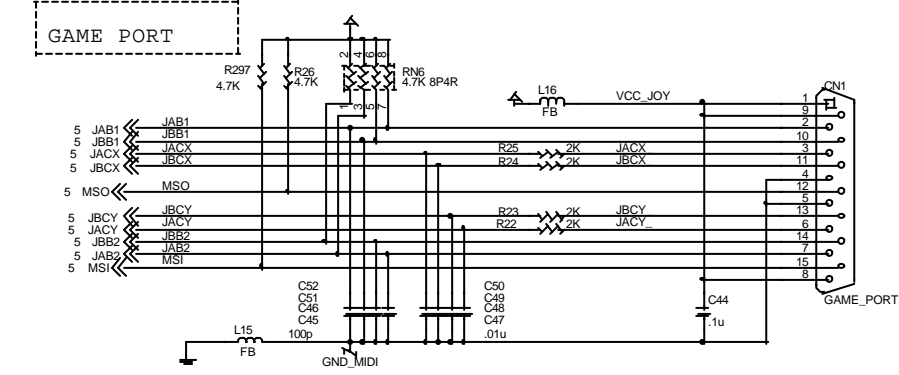 GAME PORT
R297
4.7K
R26
4.7K
2
4
6
8
RN6
4.7K 8P4R
1
3
5
7
L16
FB
VCC_JOY
CN1
1
9
5 JAB1 JAB1 2
5 JBB1 JBB1 10
5 JACX JACX R25 2K JACX 3
5 JBCX JBCX R24 2K JBCX 11
4
5 MSO MSO 12
5
5 JBCY JBCY R23 2K JBCY 13
5 JACY JACY R22 2K JACY_ 6
5 JBB2 JBB2 14
5 JAB2 JAB2 7
5 MSI MSI 15
8
GAME_PORT
C52
C51
C46
C45
100p
C50
C49
C48
C47
.01u
C44
.1u
L15
FB
GND_MIDI